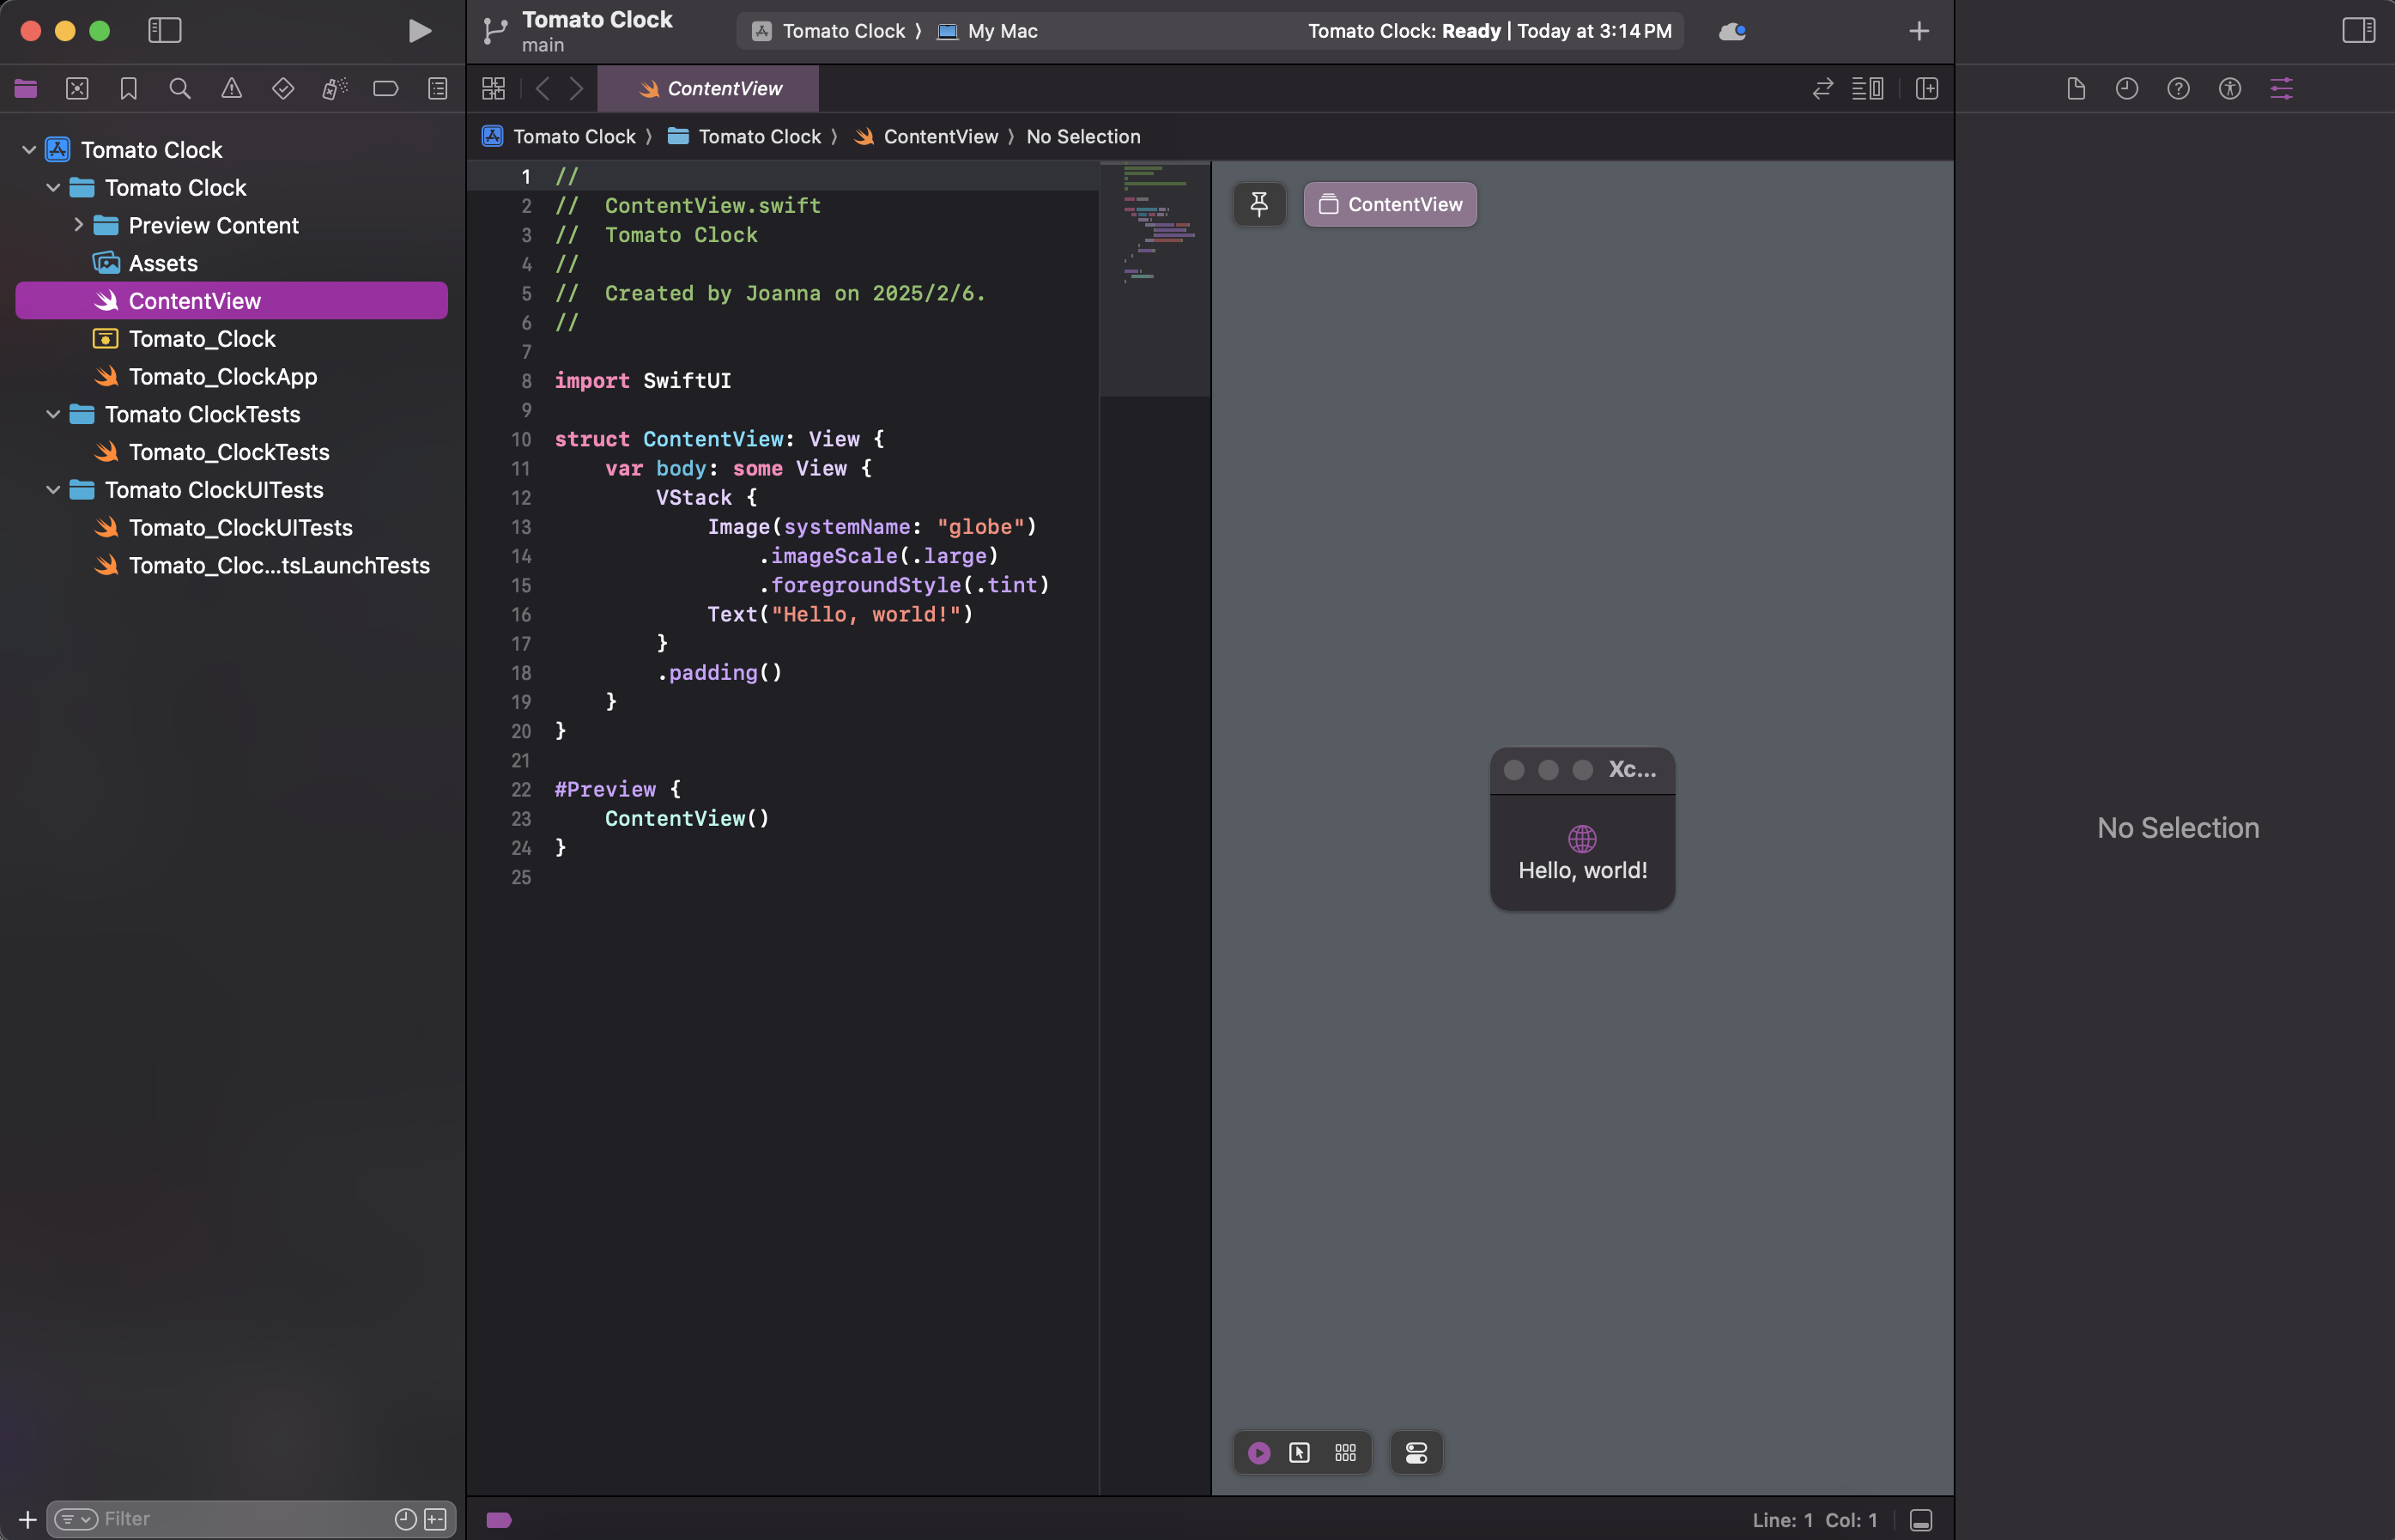 Tomato Clock
main
Tomato Clock 〉 My Mac
Tomato Clock: Ready | Today at 3:14 PM
ContentView
Tomato Clock 〉 Tomato Clock 〉 ContentView 〉 No Selection
Tomato Clock
Tomato Clock
Preview Content
Assets
ContentView
Tomato_Clock
Tomato_ClockApp
Tomato ClockTests
Tomato_ClockTests
Tomato ClockUITests
Tomato_ClockUITests
Tomato_Cloc...tsLaunchTests
Filter
1 //
2 //  ContentView.swift
3 //  Tomato Clock
4 //
5 //  Created by Joanna on 2025/2/6.
6 //
7
8 import SwiftUI
9
10 struct ContentView: View {
11     var body: some View {
12         VStack {
13             Image(systemName: "globe")
14                 .imageScale(.large)
15                 .foregroundStyle(.tint)
16             Text("Hello, world!")
17         }
18         .padding()
19     }
20 }
21
22 #Preview {
23     ContentView()
24 }
25
ContentView
Xc...
Hello, world!
No Selection
Line: 1 Col: 1